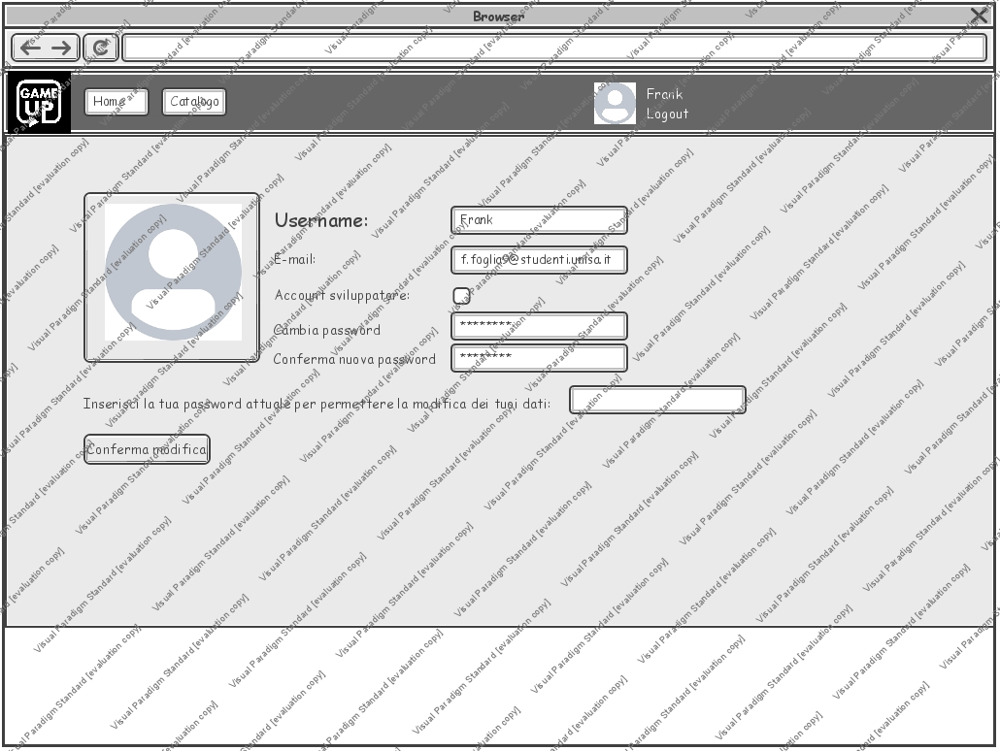 Browser
GAME
UP
Home
Catalogo
Frank
Logout
Username:
Frank
E-mail:
f.foglia9@studenti.unisa.it
Account sviluppatore:
Cambia password
********
Conferma nuova password
********
Inserisci la tua password attuale per permettere la modifica dei tuoi dati:
Conferma modifica
Visual Paradigm Standard [evaluation copy]